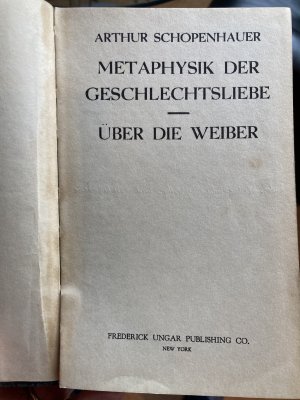 ARTHUR SCHOPENHAUER
METAPHYSIK DER
GESCHLECHTSLIEBE
ÜBER DIE WEIBER
FREDERICK UNGAR PUBLISHING CO.
NEW YORK